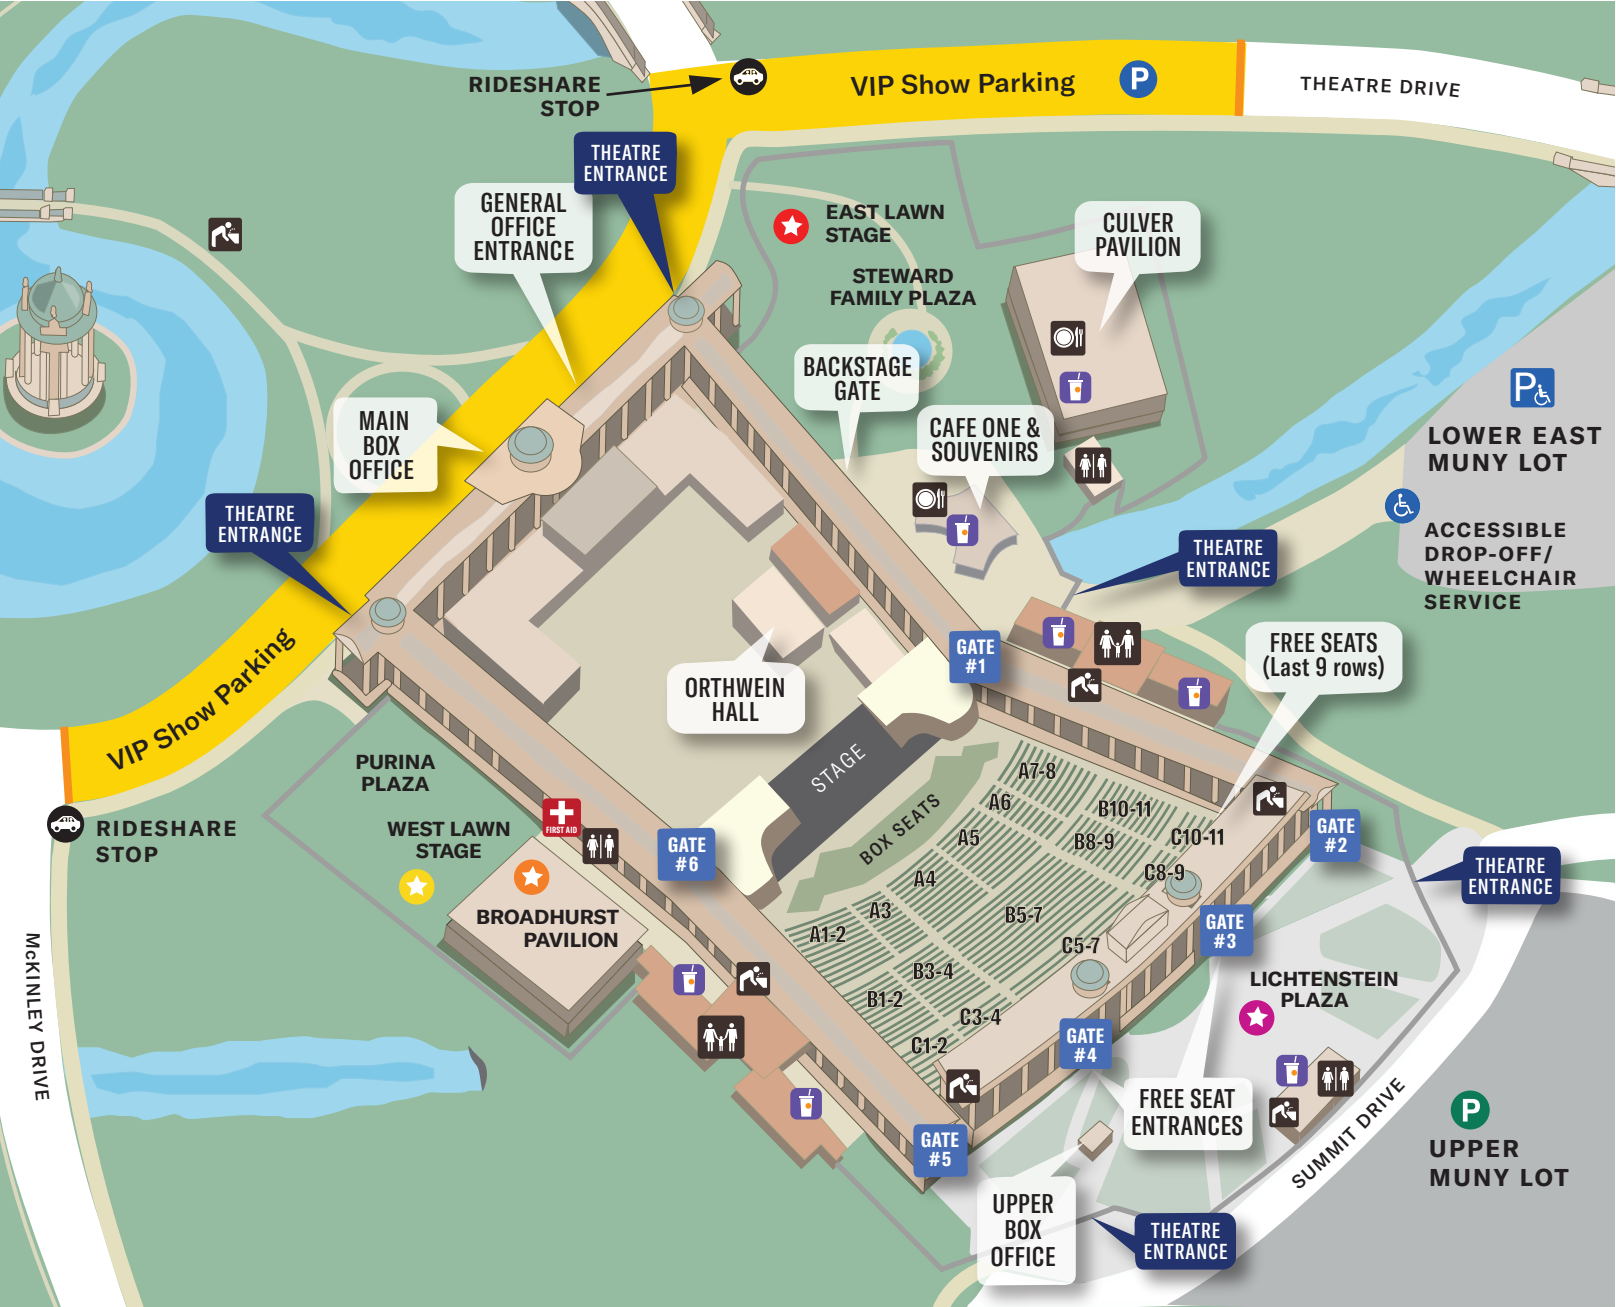 RIDESHARE
STOP
VIP Show Parking
P
THEATRE DRIVE
THEATRE
ENTRANCE
GENERAL
OFFICE
ENTRANCE
EAST LAWN
STAGE
CULVER
PAVILION
STEWARD
FAMILY PLAZA
BACKSTAGE
GATE
MAIN
BOX
OFFICE
CAFE ONE &
SOUVENIRS
P
LOWER EAST
MUNY LOT
ACCESSIBLE
DROP-OFF/
WHEELCHAIR
SERVICE
THEATRE
ENTRANCE
THEATRE
ENTRANCE
GATE
#1
FREE SEATS
(Last 9 rows)
ORTHWEIN
HALL
VIP Show Parking
PURINA
PLAZA
STAGE
A7-8
A6
B10-11
C10-11
A5
B8-9
C8-9
BOX SEATS
GATE
#2
RIDESHARE
STOP
WEST LAWN
STAGE
FIRST AID
GATE
#6
THEATRE
ENTRANCE
A4
A3
A1-2
B5-7
C5-7
GATE
#3
BROADHURST
PAVILION
B3-4
B1-2
C3-4
C1-2
LICHTENSTEIN
PLAZA
McKINLEY DRIVE
GATE
#4
FREE SEAT
ENTRANCES
GATE
#5
SUMMIT DRIVE
P
UPPER
MUNY LOT
UPPER
BOX
OFFICE
THEATRE
ENTRANCE